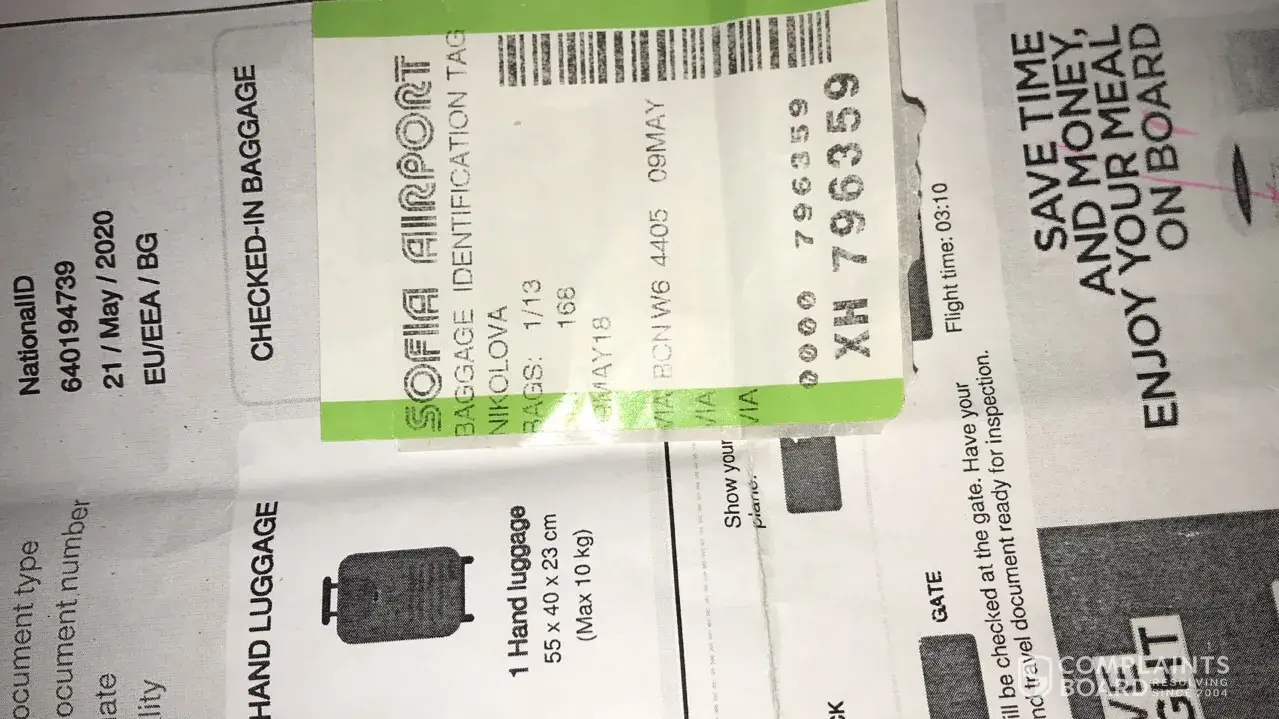 ocument type
NationalID
ocument number
640194739
ate
21 / May / 2020
lity
EU/EEA / BG
HAND LUGGAGE
CHECKED-IN BAGGAGE
1 Hand luggage
55 x 40 x 23 cm
(Max 10 kg)
SOFIA AIRPORT
BAGGAGE IDENTIFICATION TAG
NIKOLOVA
BAGS: 1/13
168
MAY18
VIA BCN W6 4405 09MAY
VIA
VIA
0000 796359
XH 796359
Show your
plane.
GATE
Flight time: 03:10
ill be checked at the gate. Have your
nd travel document ready for inspection.
SAVE TIME
AND MONEY,
ENJOY YOUR MEAL
ON BOARD
CK
COMPLAINTS
BOARD
RESOLVING
SINCE 2004